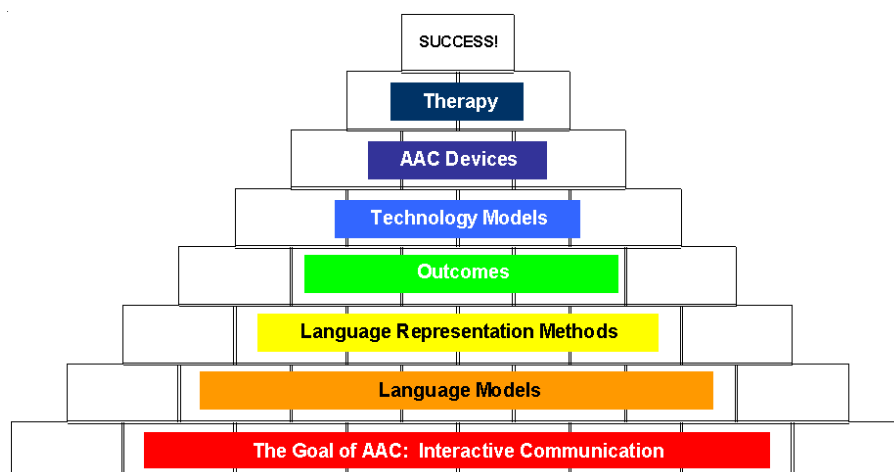 SUCCESS!
Therapy
AAC Devices
Technology Models
Outcomes
Language Representation Methods
Language Models
The Goal of AAC: Interactive Communication